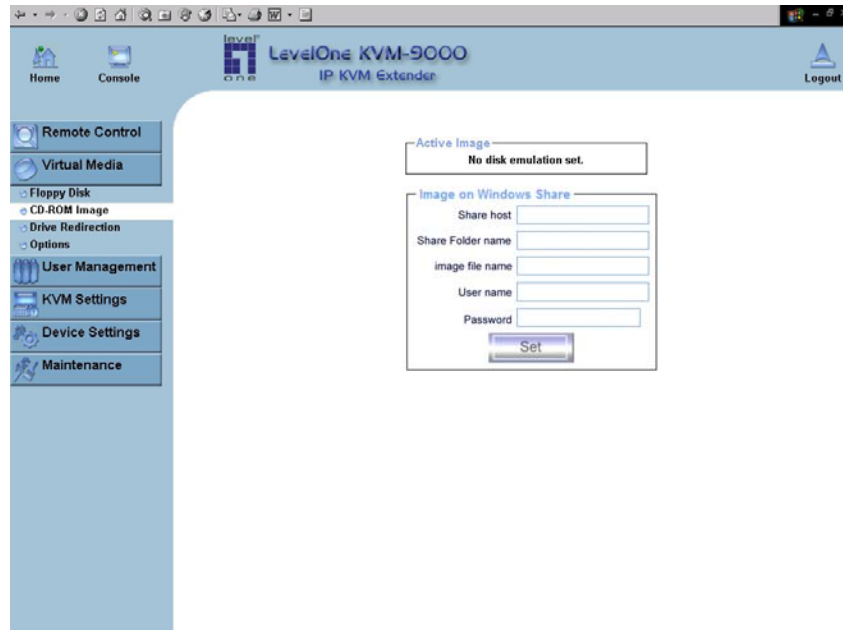 level
one
LevelOne KVM-9000
IP KVM Extender
Home
Console
Logout
Remote Control
Virtual Media
Floppy Disk
CD-ROM Image
Drive Redirection
Options
User Management
KVM Settings
Device Settings
Maintenance
Active Image
No disk emulation set.
Image on Windows Share
Share host
Share Folder name
image file name
User name
Password
Set